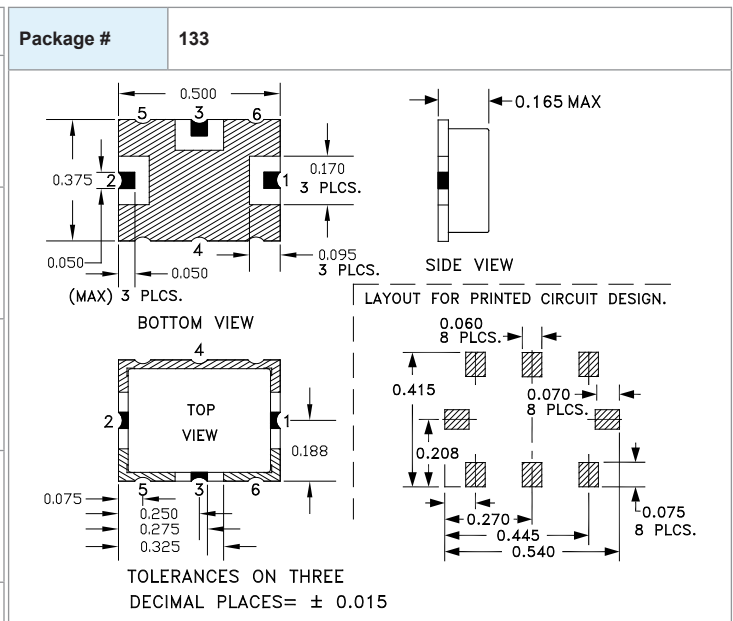 Package # 133
0.500
5 3 6
0.165 MAX
0.375
2
1
0.170
3 PLCS.
4
0.050
0.050
0.095
3 PLCS.
(MAX) 3 PLCS.
SIDE VIEW
BOTTOM VIEW
LAYOUT FOR PRINTED CIRCUIT DESIGN.
0.060
8 PLCS.
4
0.415
0.070
8 PLCS.
2
TOP
VIEW
1
0.188
0.208
0.075
5 3 6
0.250
0.275
0.325
0.270
0.445
0.540
0.075
8 PLCS.
TOLERANCES ON THREE
DECIMAL PLACES= ± 0.015